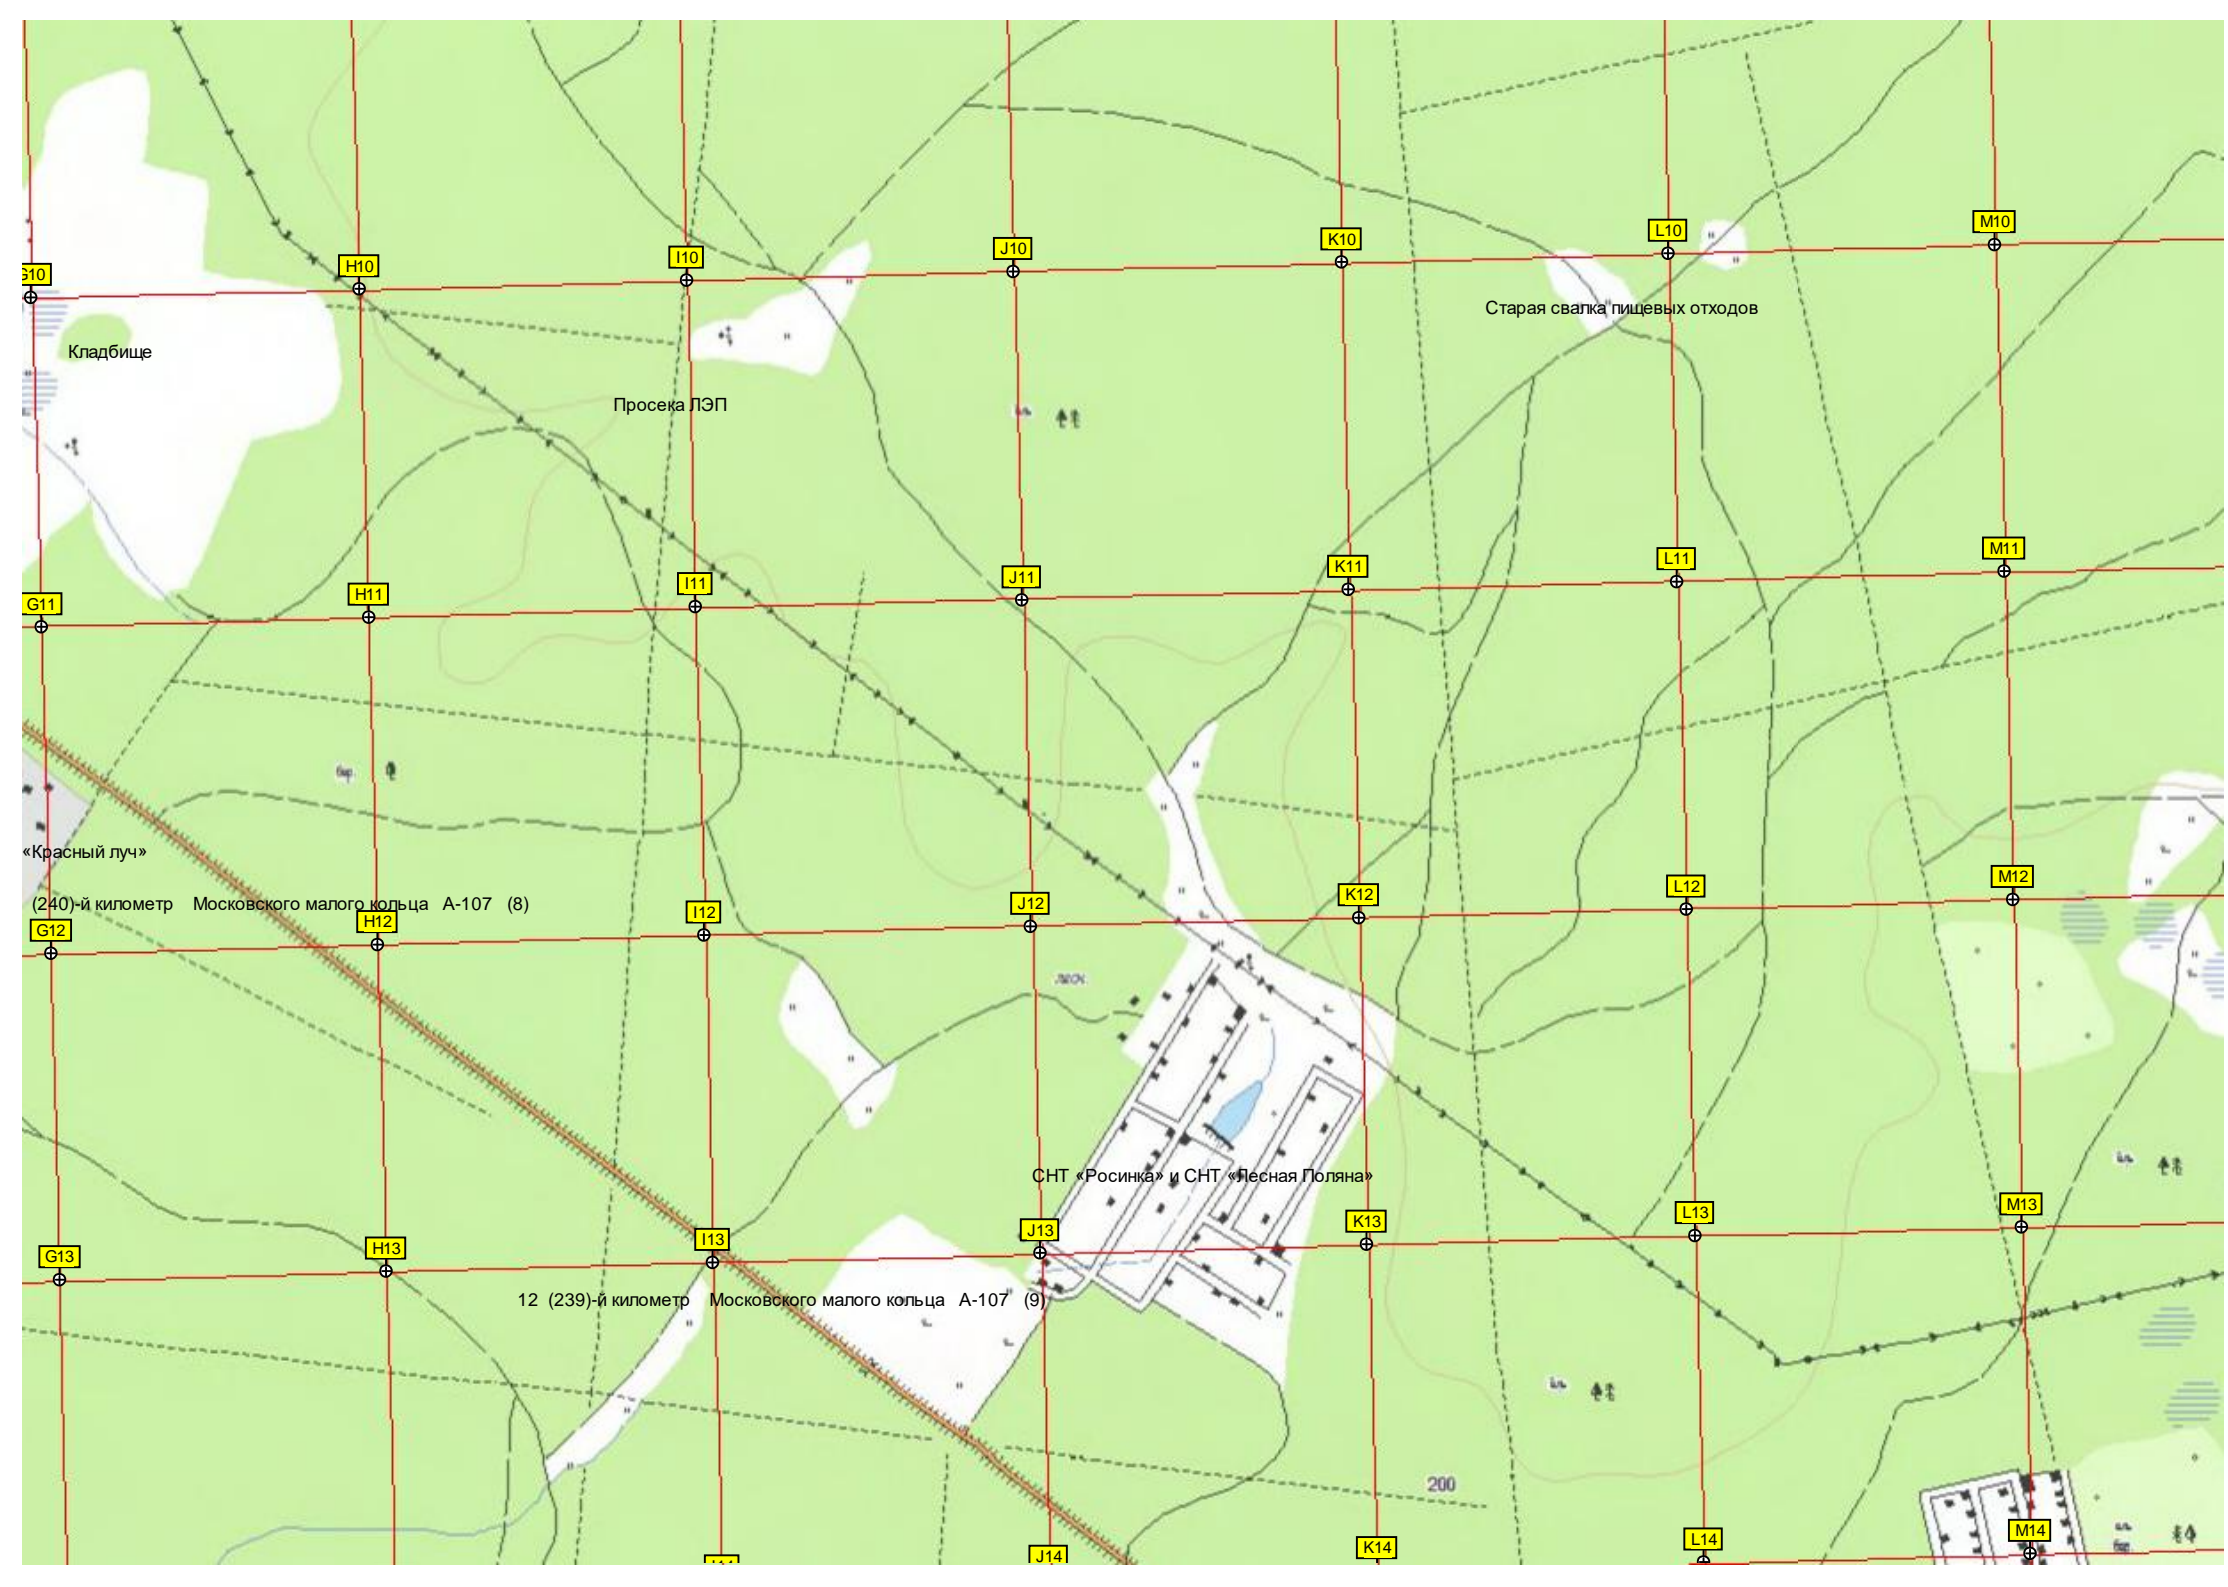 M10
L10
K10
J10
I10
H10
G10
Старая свалка пищевых отходов
Кладбище
Просека ЛЭП
M11
L11
K11
J11
I11
H11
G11
«Красный луч»
(240)-й километр Московского малого кольца А-107 (8)
M12
L12
K12
J12
I12
H12
G12
СНТ «Росинка» и СНТ «Лесная Поляна»
M13
L13
K13
J13
I13
H13
G13
12 (239)-й километр Московского малого кольца А-107 (9)
200
M14
L14
K14
J14